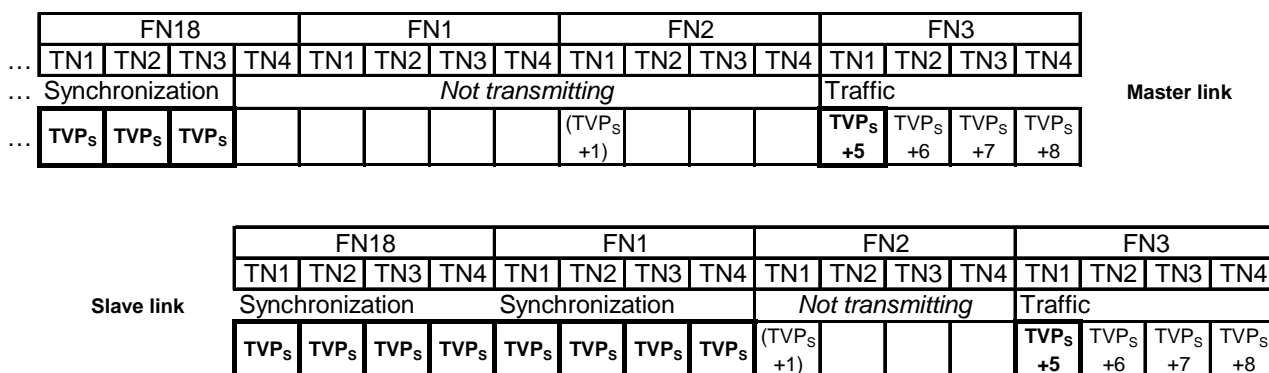 FN18 FN1 FN2 FN3
… TN1 TN2 TN3 TN4 TN1 TN2 TN3 TN4 TN1 TN2 TN3 TN4 TN1 TN2 TN3 TN4
… Synchronization Not transmitting Traffic Master link
… TVPS TVPS TVPS (TVPS +1) TVPS +5 TVPS +6 TVPS +7 TVPS +8
FN18 FN1 FN2 FN3
TN1 TN2 TN3 TN4 TN1 TN2 TN3 TN4 TN1 TN2 TN3 TN4 TN1 TN2 TN3 TN4
Slave link Synchronization Synchronization Not transmitting Traffic
TVPS TVPS TVPS TVPS TVPS TVPS TVPS TVPS (TVPS +1) TVPS +5 TVPS +6 TVPS +7 TVPS +8